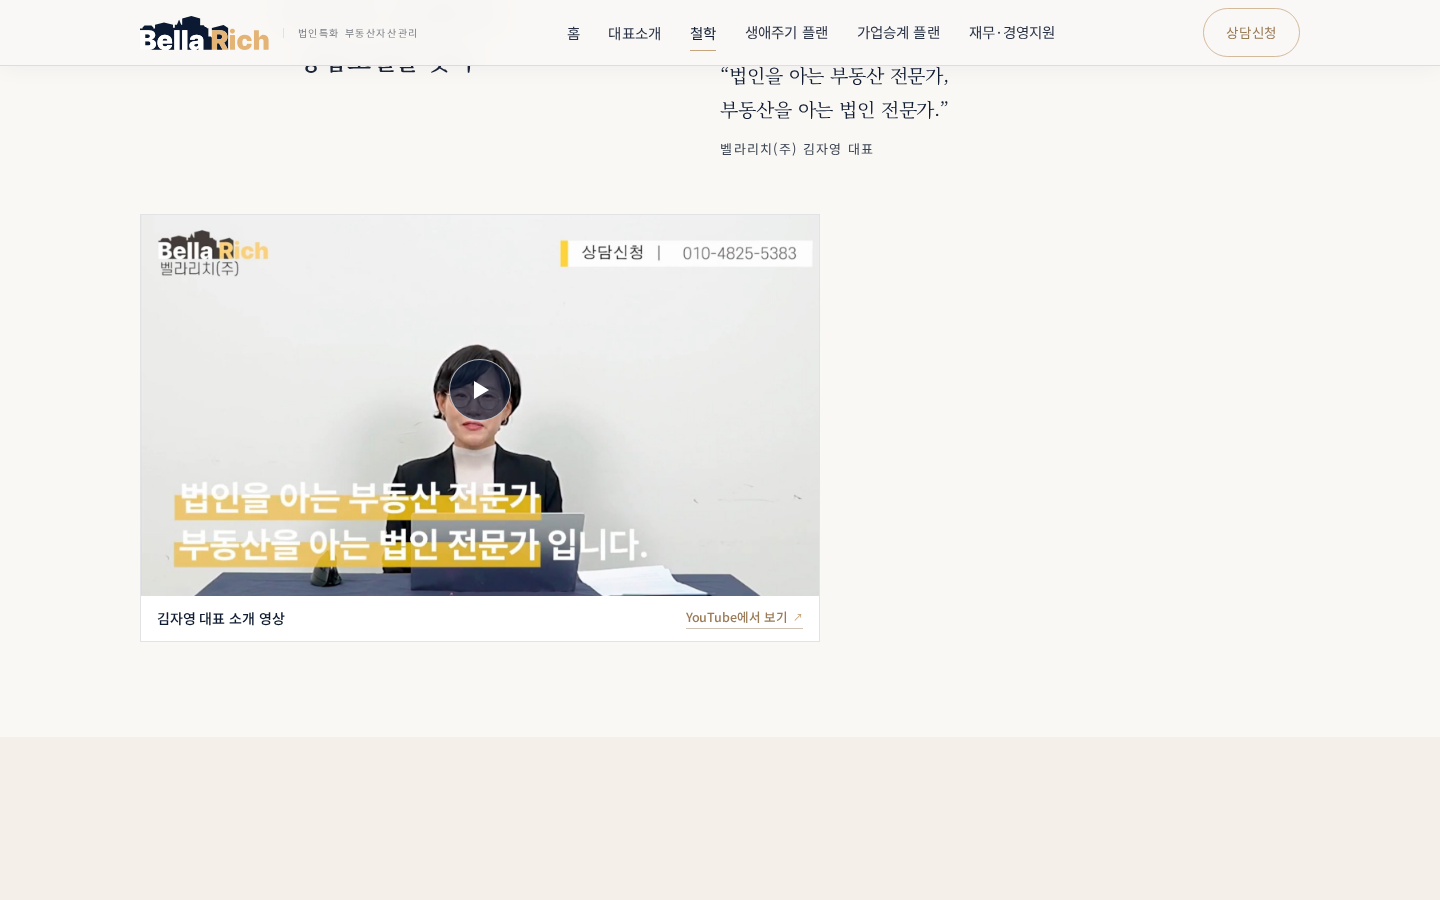 Bella Rich
법인특화 부동산자산관리
홈
대표소개
철학
생애주기 플랜
가업승계 플랜
재무·경영지원
상담신청
“법인을 아는 부동산 전문가,
부동산을 아는 법인 전문가.”
벨라리치(주) 김자영 대표
Bella Rich
벨라리치(주)
상담신청 | 010-4825-5383
법인을 아는 부동산 전문가
부동산을 아는 법인 전문가 입니다.
김자영 대표 소개 영상
YouTube에서 보기 ↗